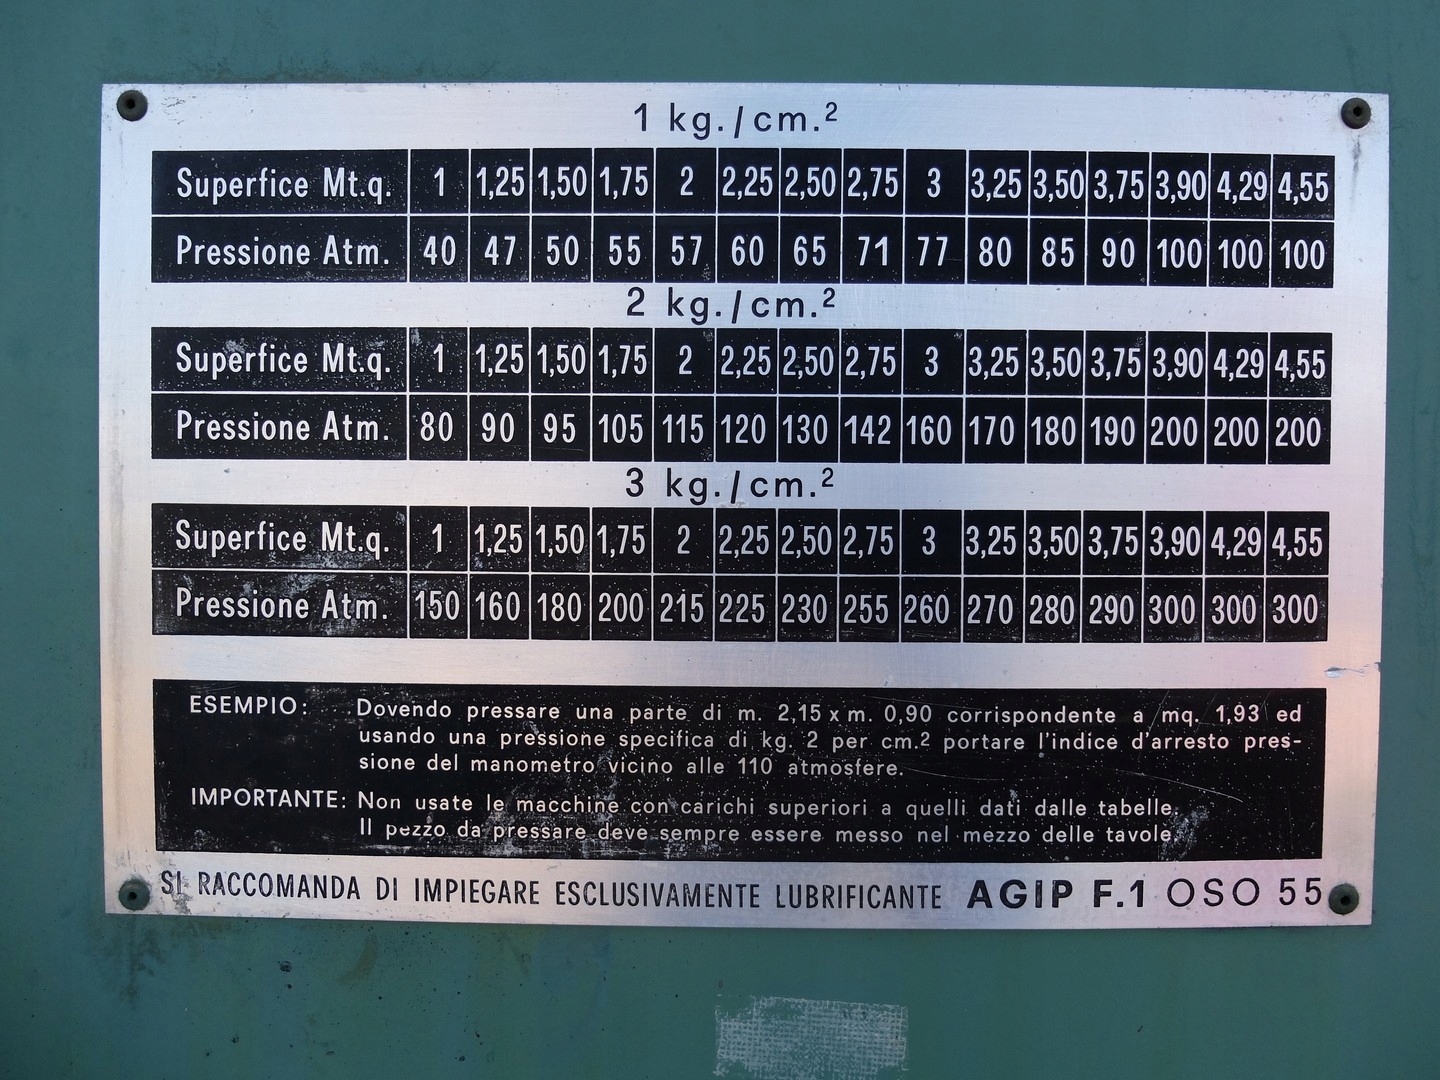 1 kg./cm.²
Superfice Mt.q. 1 1,25 1,50 1,75 2 2,25 2,50 2,75 3 3,25 3,50 3,75 3,90 4,29 4,55
Pressione Atm. 40 47 50 55 57 60 65 71 77 80 85 90 100 100 100
2 kg./cm.²
Superfice Mt.q. 1 1,25 1,50 1,75 2 2,25 2,50 2,75 3 3,25 3,50 3,75 3,90 4,29 4,55
Pressione Atm. 80 90 95 105 115 120 130 142 160 170 180 190 200 200 200
3 kg./cm.²
Superfice Mt.q. 1 1,25 1,50 1,75 2 2,25 2,50 2,75 3 3,25 3,50 3,75 3,90 4,29 4,55
Pressione Atm. 150 160 180 200 215 225 230 255 260 270 280 290 300 300 300
ESEMPIO: Dovendo pressare una parte di m. 2,15 x m. 0,90 corrispondente a mq. 1,93 ed
usando una pressione specifica di kg. 2 per cm.² portare l'indice d'arresto pres-
sione del manometro vicino alle 110 atmosfere.
IMPORTANTE: Non usate le macchine con carichi superiori a quelli dati dalle tabelle.
Il pezzo da pressare deve sempre essere messo nel mezzo delle tavole.
SI RACCOMANDA DI IMPIEGARE ESCLUSIVAMENTE LUBRIFICANTE AGIP F.1 OSO 55